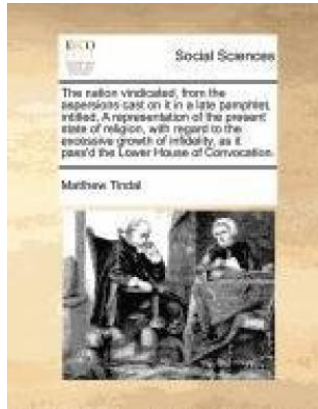 ECCO
Social Sciences
The nation vindicated, from the
aspersions cast on it in a late pamphlet,
intitled, A representation of the present
state of religion, with regard to the
excessive growth of infidelity, as it
pass'd the Lower House of Convocation.
Matthew Tindal